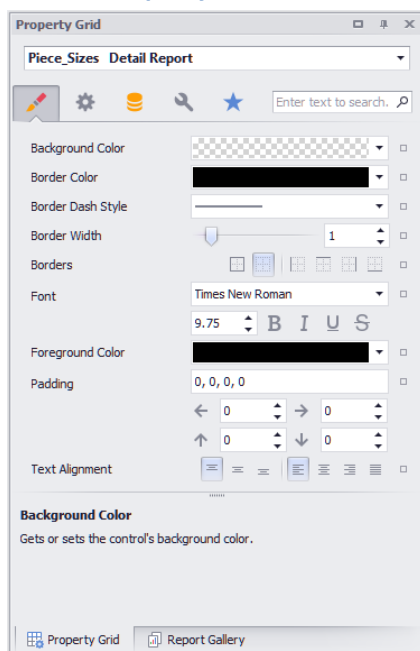 Property Grid
Piece_Sizes Detail Report
Enter text to search.
Background Color
Border Color
Border Dash Style
Border Width 1
Borders
Font Times New Roman
9.75 B I U S
Foreground Color
Padding 0, 0, 0, 0
0 0
0 0
Text Alignment
Background Color
Gets or sets the control's background color.
Property Grid Report Gallery